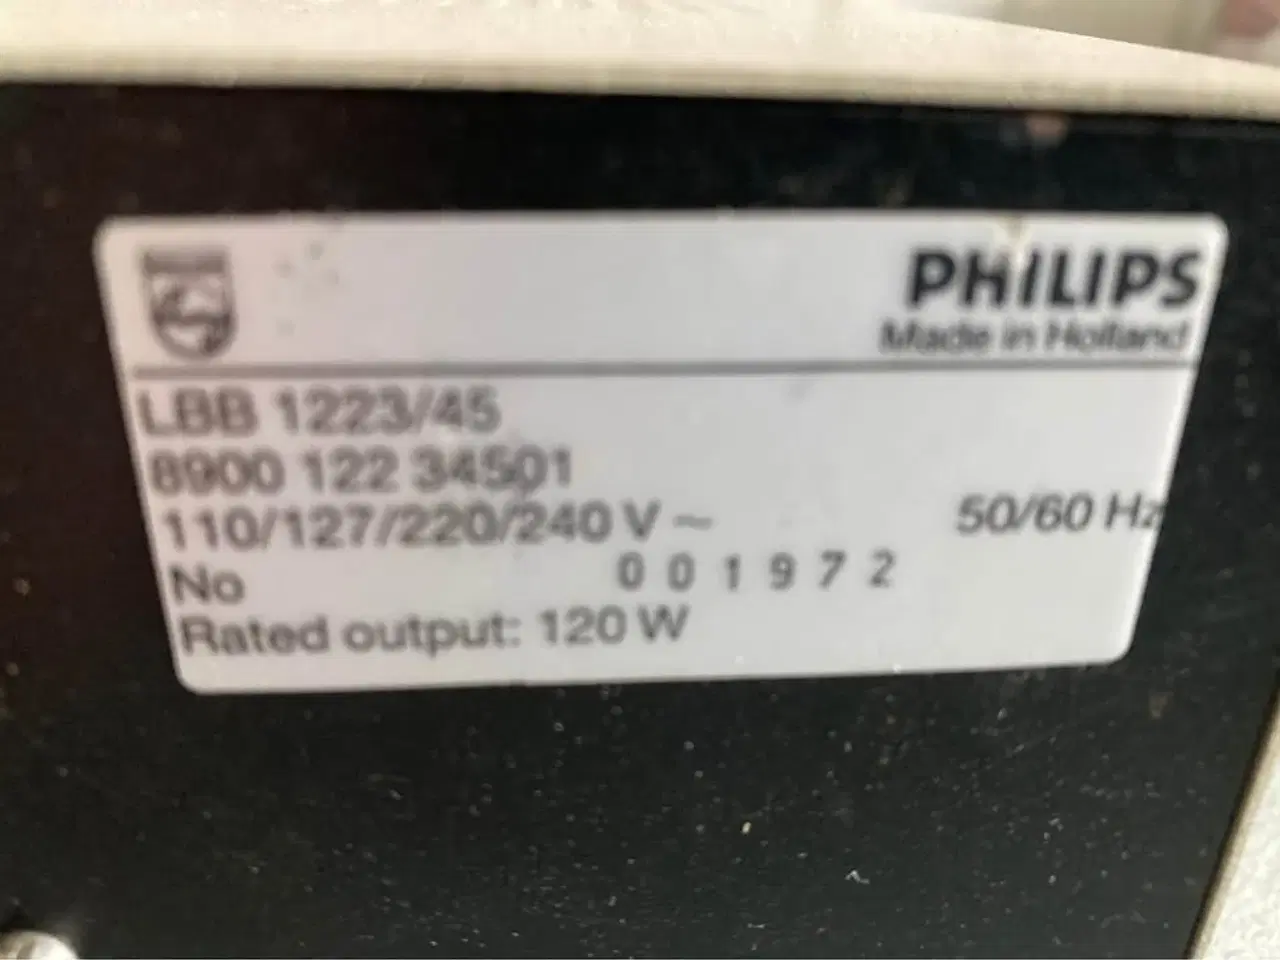 PHILIPS
Made in Holland
LBB 1223/45
8900 122 34501
110/127/220/240 V ~ 50/60 Hz
No 001972
Rated output: 120 W